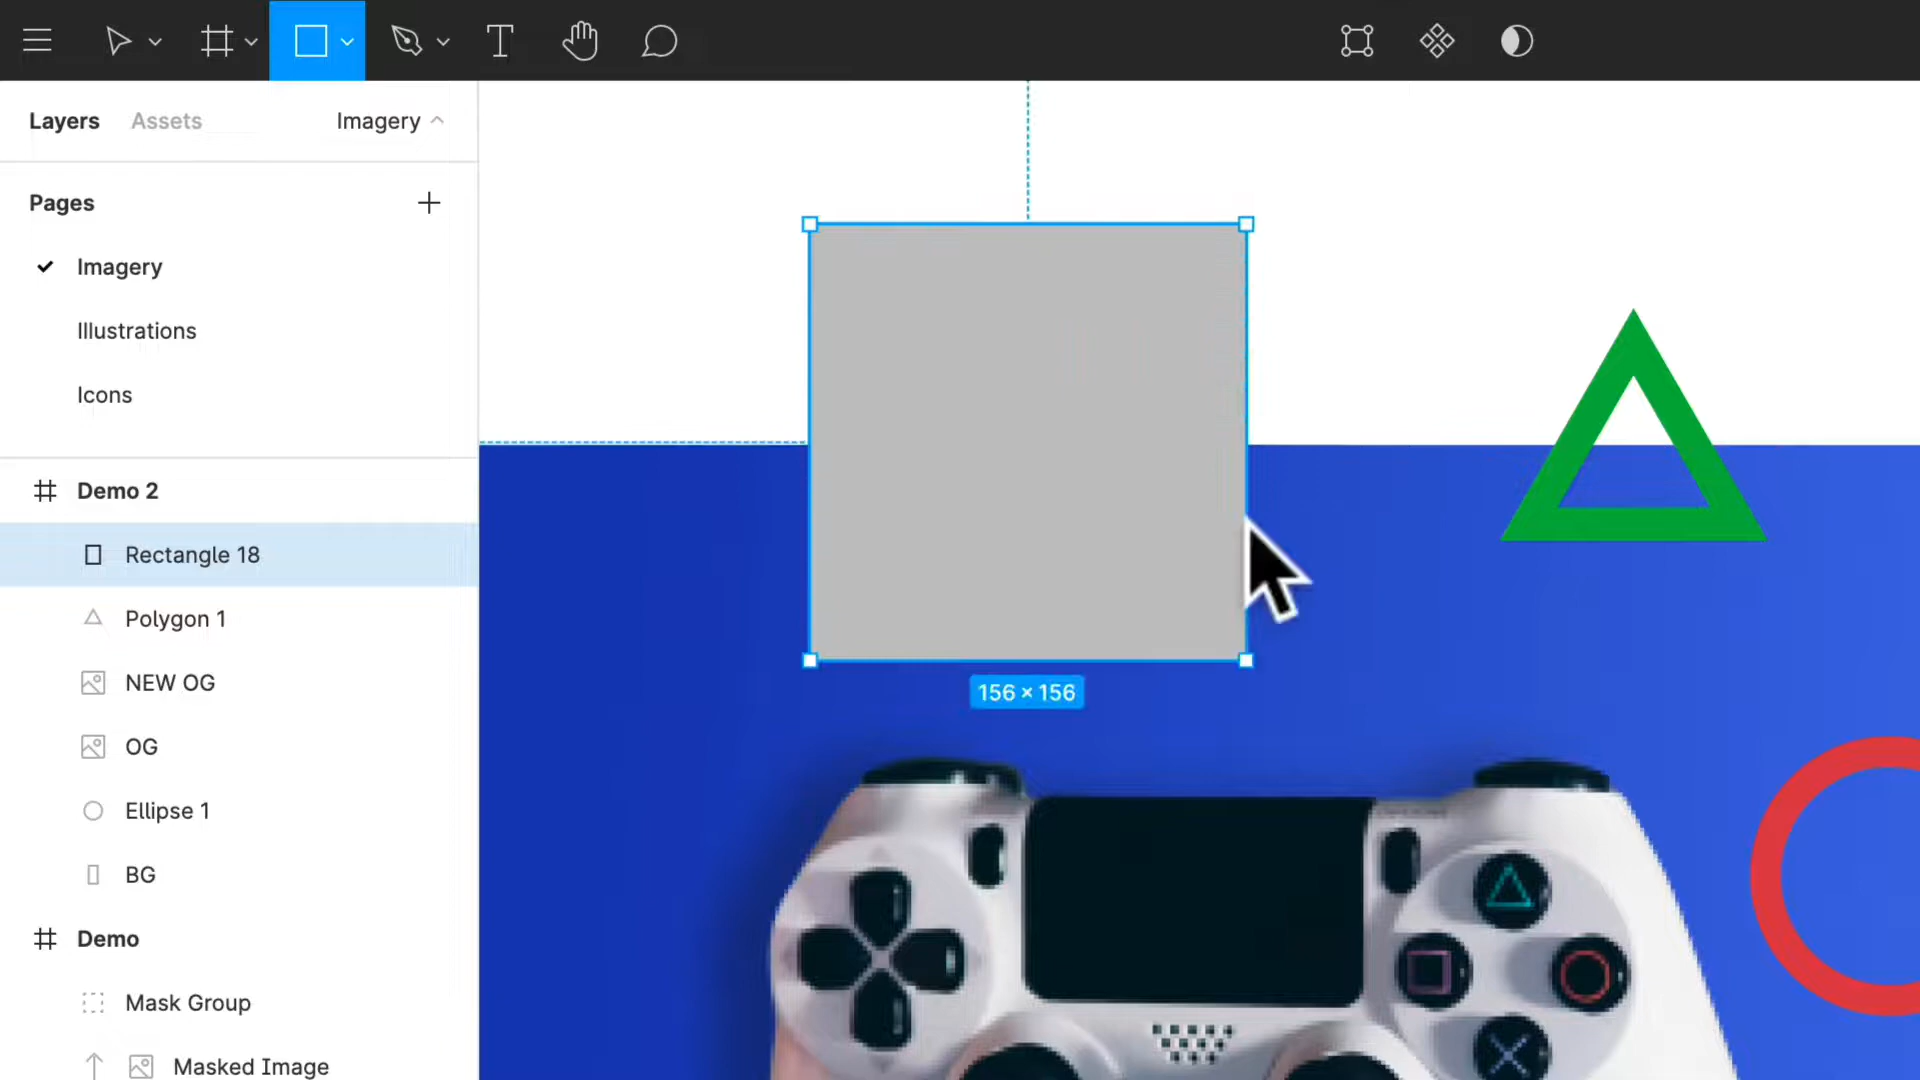 Layers Assets Imagery
Pages
Imagery
Illustrations
Icons
Demo 2
Rectangle 18
Polygon 1
NEW OG
OG
Ellipse 1
BG
Demo
Mask Group
Masked Image
156 × 156